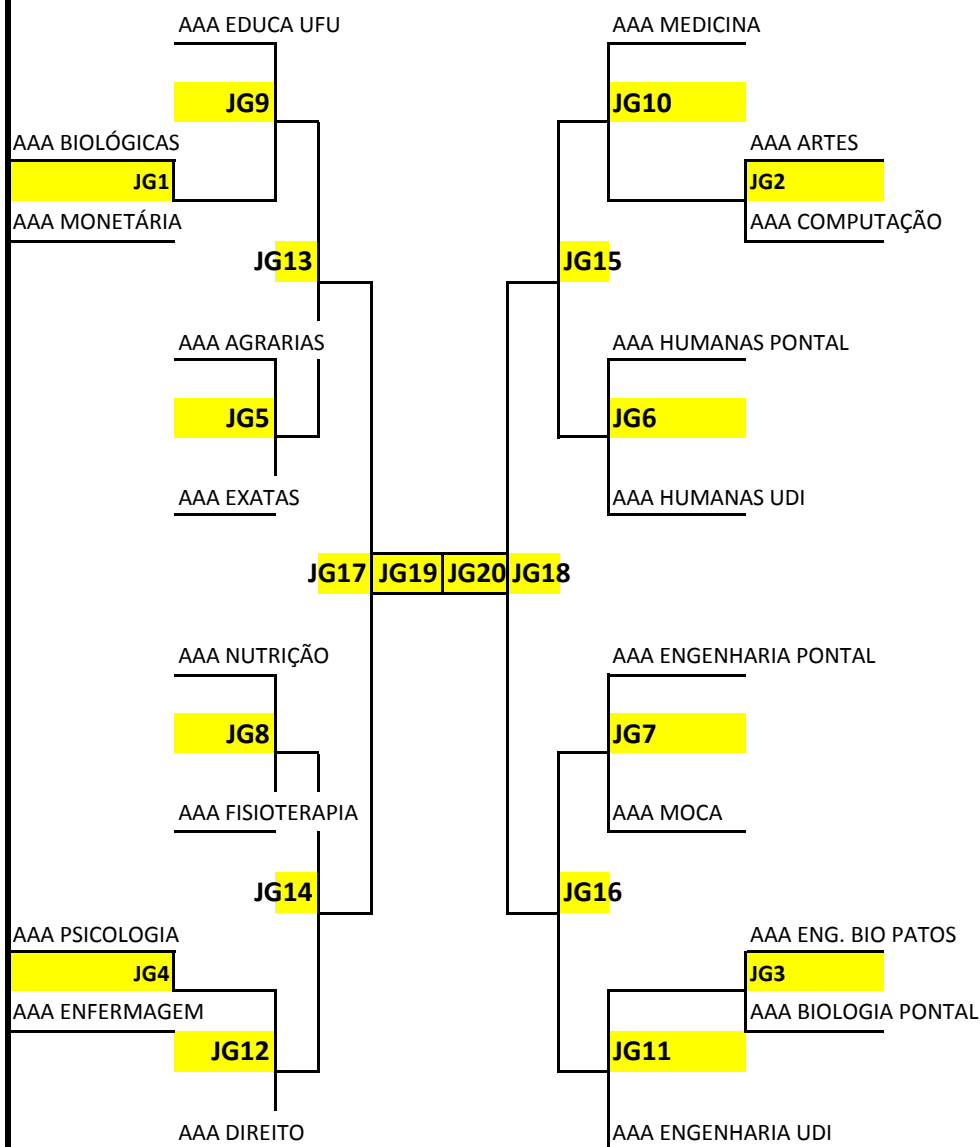 AAA EDUCA UFU
AAA MEDICINA
JG9
JG10
AAA BIOLÓGICAS
AAA ARTES
JG1
JG2
AAA MONETÁRIA
AAA COMPUTAÇÃO
JG13
JG15
AAA AGRARIAS
AAA HUMANAS PONTAL
JG5
JG6
AAA EXATAS
AAA HUMANAS UDI
JG17 JG19 JG20 JG18
AAA NUTRIÇÃO
AAA ENGENHARIA PONTAL
JG8
JG7
AAA FISIOTERAPIA
AAA MOCA
JG14
JG16
AAA PSICOLOGIA
AAA ENG. BIO PATOS
JG4
JG3
AAA ENFERMAGEM
AAA BIOLOGIA PONTAL
JG12
JG11
AAA DIREITO
AAA ENGENHARIA UDI